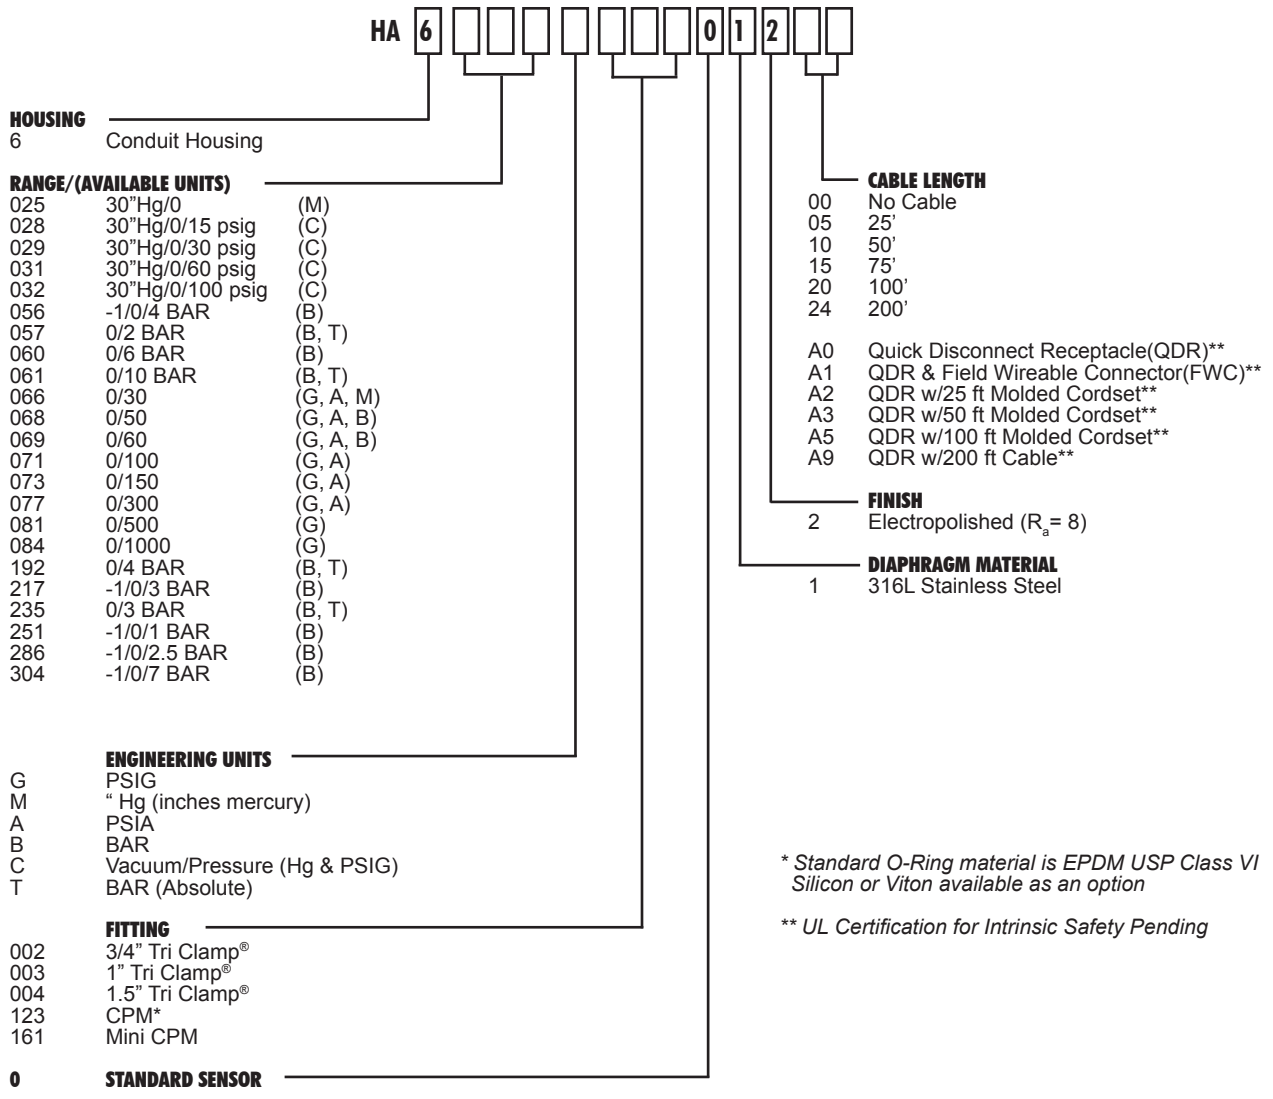 HA 6 0 1 2
HOUSING
6 Conduit Housing
RANGE/(AVAILABLE UNITS)
025 30”Hg/0 (M)
028 30”Hg/0/15 psig (C)
029 30”Hg/0/30 psig (C)
031 30”Hg/0/60 psig (C)
032 30”Hg/0/100 psig (C)
056 -1/0/4 BAR (B)
057 0/2 BAR (B, T)
060 0/6 BAR (B)
061 0/10 BAR (B, T)
066 0/30 (G, A, M)
068 0/50 (G, A, B)
069 0/60 (G, A, B)
071 0/100 (G, A)
073 0/150 (G, A)
077 0/300 (G, A)
081 0/500 (G)
084 0/1000 (G)
192 0/4 BAR (B, T)
217 -1/0/3 BAR (B)
235 0/3 BAR (B, T)
251 -1/0/1 BAR (B)
286 -1/0/2.5 BAR (B)
304 -1/0/7 BAR (B)
ENGINEERING UNITS
G PSIG
M “ Hg (inches mercury)
A PSIA
B BAR
C Vacuum/Pressure (Hg & PSIG)
T BAR (Absolute)
FITTING
002 3/4” Tri Clamp®
003 1” Tri Clamp®
004 1.5” Tri Clamp®
123 CPM*
161 Mini CPM
0 STANDARD SENSOR
CABLE LENGTH
00 No Cable
05 25’
10 50’
15 75’
20 100’
24 200’
A0 Quick Disconnect Receptacle(QDR)**
A1 QDR & Field Wireable Connector(FWC)**
A2 QDR w/25 ft Molded Cordset**
A3 QDR w/50 ft Molded Cordset**
A5 QDR w/100 ft Molded Cordset**
A9 QDR w/200 ft Cable**
FINISH
2 Electropolished (Ra= 8)
DIAPHRAGM MATERIAL
1 316L Stainless Steel
* Standard O-Ring material is EPDM USP Class VI
Silicon or Viton available as an option
** UL Certification for Intrinsic Safety Pending